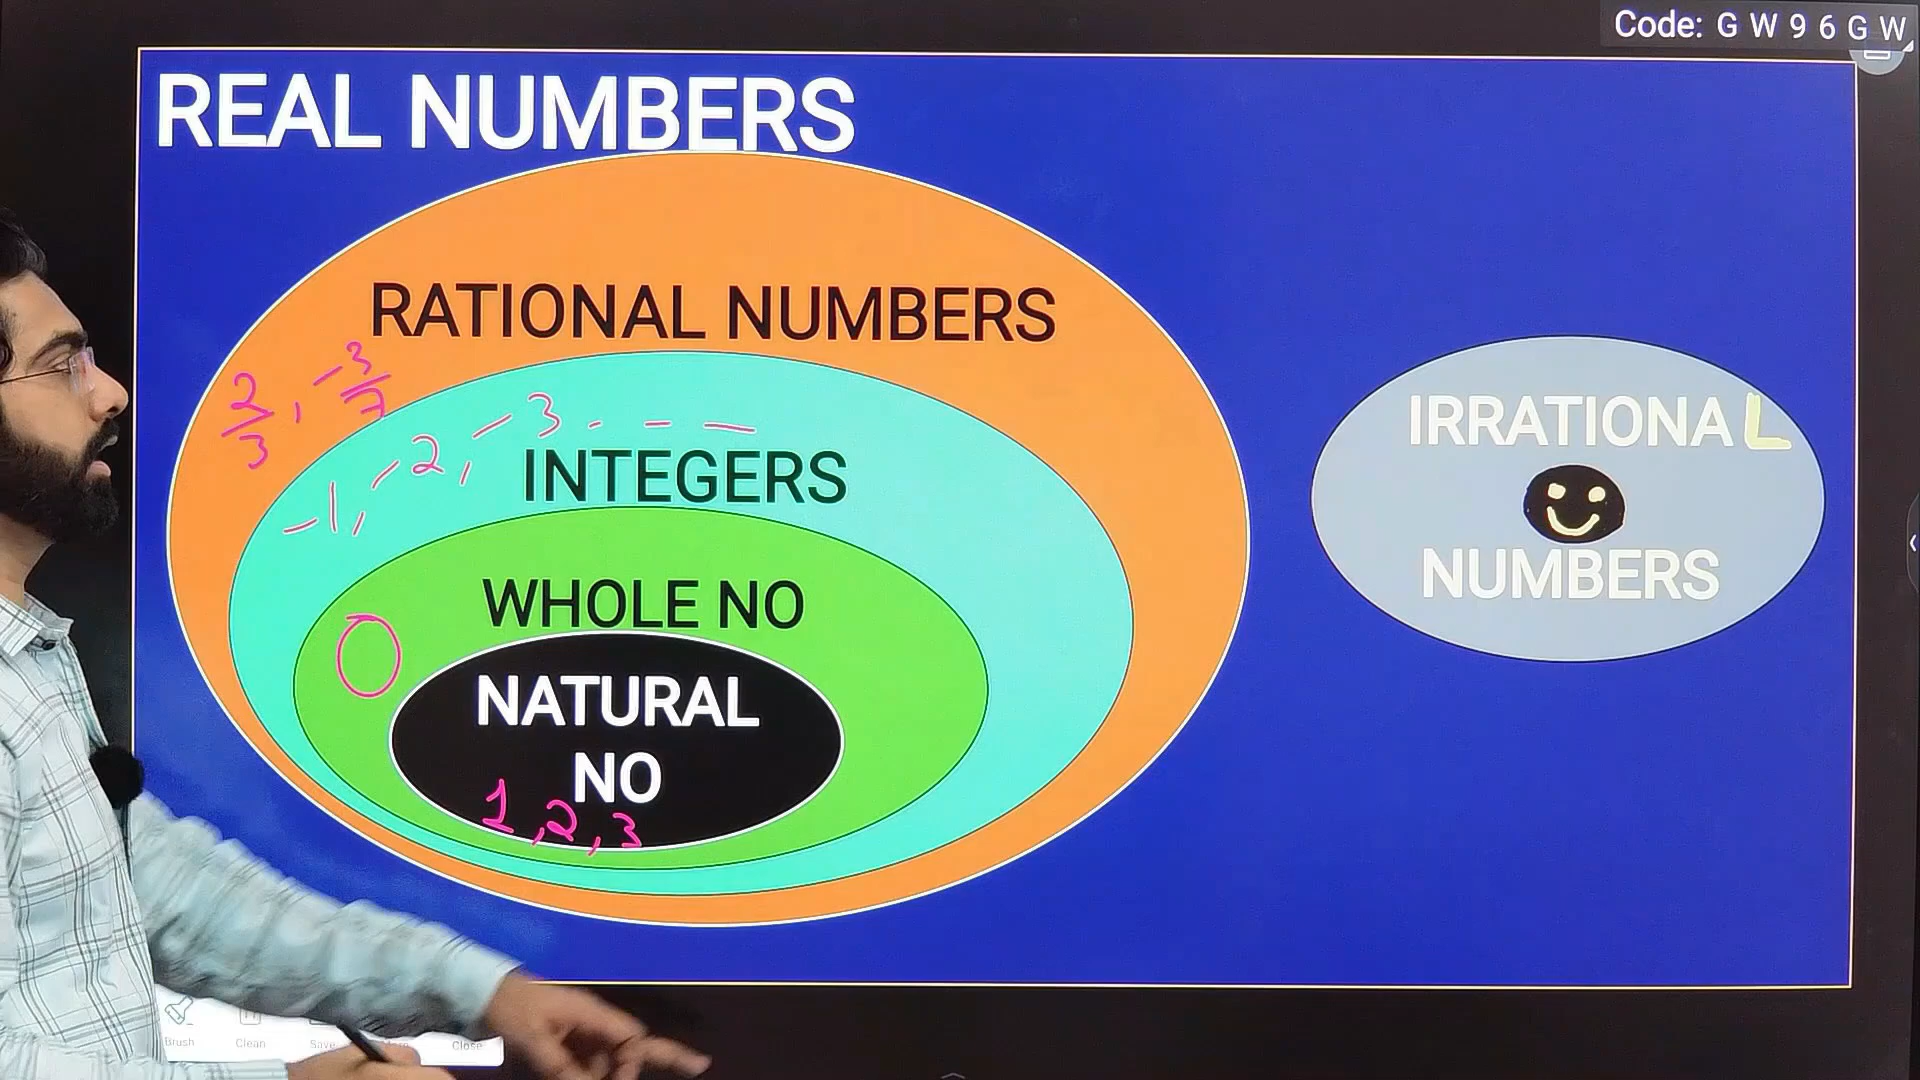 Code: G W 9 6 G W
REAL NUMBERS
RATIONAL NUMBERS
2/3, -3/7
-1, -2, -3 - - -
INTEGERS
WHOLE NO
0
NATURAL
NO
1, 2, 3
IRRATIONAL
NUMBERS
Brush Clean Save More Close